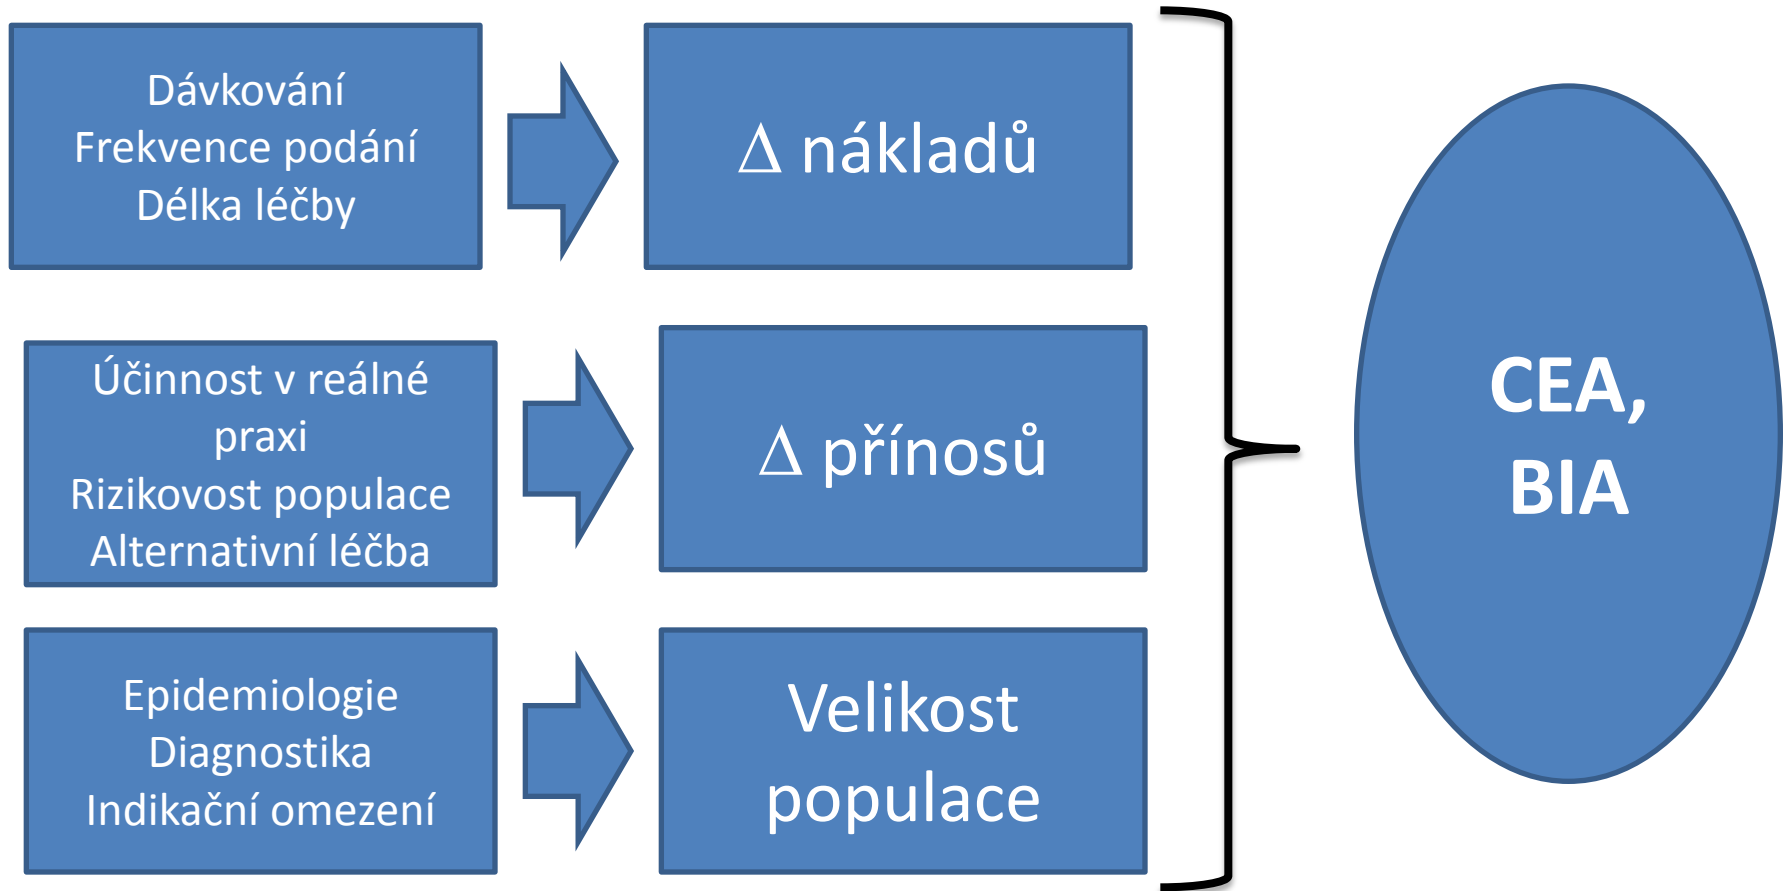 Dávkování
Frekvence podání
Délka léčby
∆ nákladů
Účinnost v reálné
praxi
Rizikovost populace
Alternativní léčba
∆ přínosů
Epidemiologie
Diagnostika
Indikační omezení
Velikost
populace
CEA,
BIA